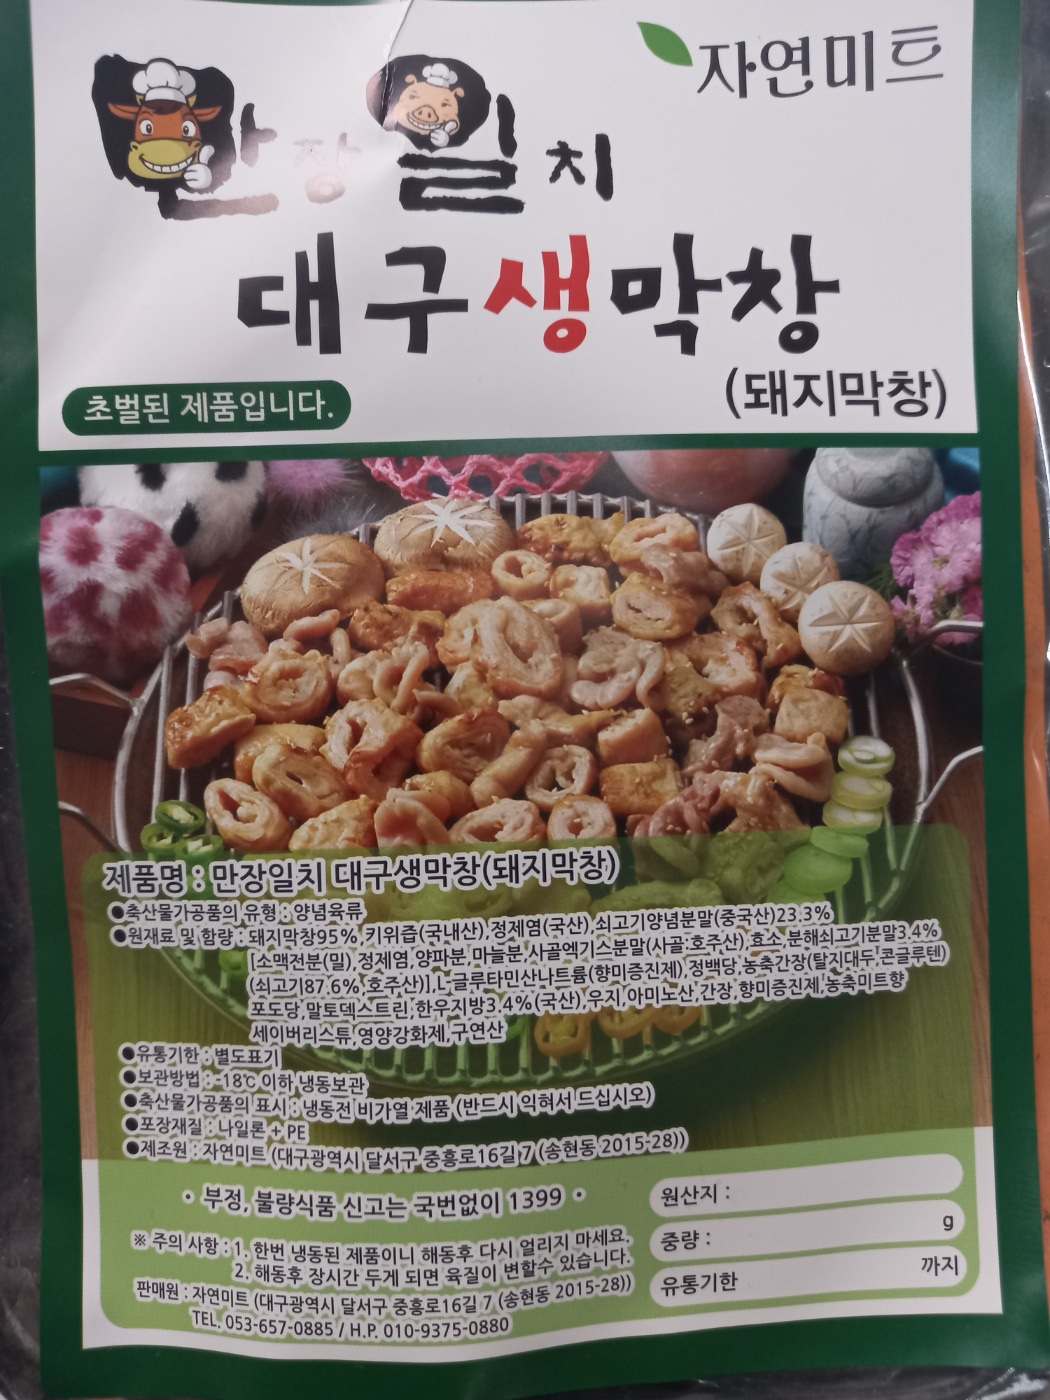 자연미트
만장일치
대구생막창
(돼지막창)
초벌된 제품입니다.
제품명 : 만장일치 대구생막창(돼지막창)
●축산물가공품의 유형 : 양념육류
●원재료 및 함량 : 돼지막창95%,키위즙(국내산),정제염(국산),쇠고기양념분말(중국산)23.3%
[소맥전분(밀),정제염,양파분,마늘분,사골엑기스분말(사골:호주산),효소,분해쇠고기분말3,4%
(쇠고기87,6%,호주산)],L-글루타민산나트륨(향미증진제),정백당,농축간장(탈지대두,콘글루텐)
포도당,말토덱스트린,한우지방3,4%(국산),우지,아미노산,간장,향미증진제,농축미트향
세이버리스튜,영양강화제,구연산
●유통기한 : 별도표기
●보관방법 : -18℃ 이하 냉동보관
●축산물가공품의 표시 : 냉동전 비가열 제품 (반드시 익혀서 드십시오)
●포장재질 : 나일론+PE
●제조원 : 자연미트 (대구광역시 달서구 중흥로16길 7 (송현동 2015-28))
• 부정, 불량식품 신고는 국번없이 1399 •
※ 주의 사항 : 1. 한번 냉동된 제품이니 해동후 다시 얼리지 마세요.
2. 해동후 장시간 두게 되면 육질이 변할수 있습니다.
판매원 : 자연미트 (대구광역시 달서구 중흥로16길 7 (송현동 2015-28))
TEL. 053-657-0885 / H.P. 010-9375-0880
원산지 :
중량 : g
유통기한 까지